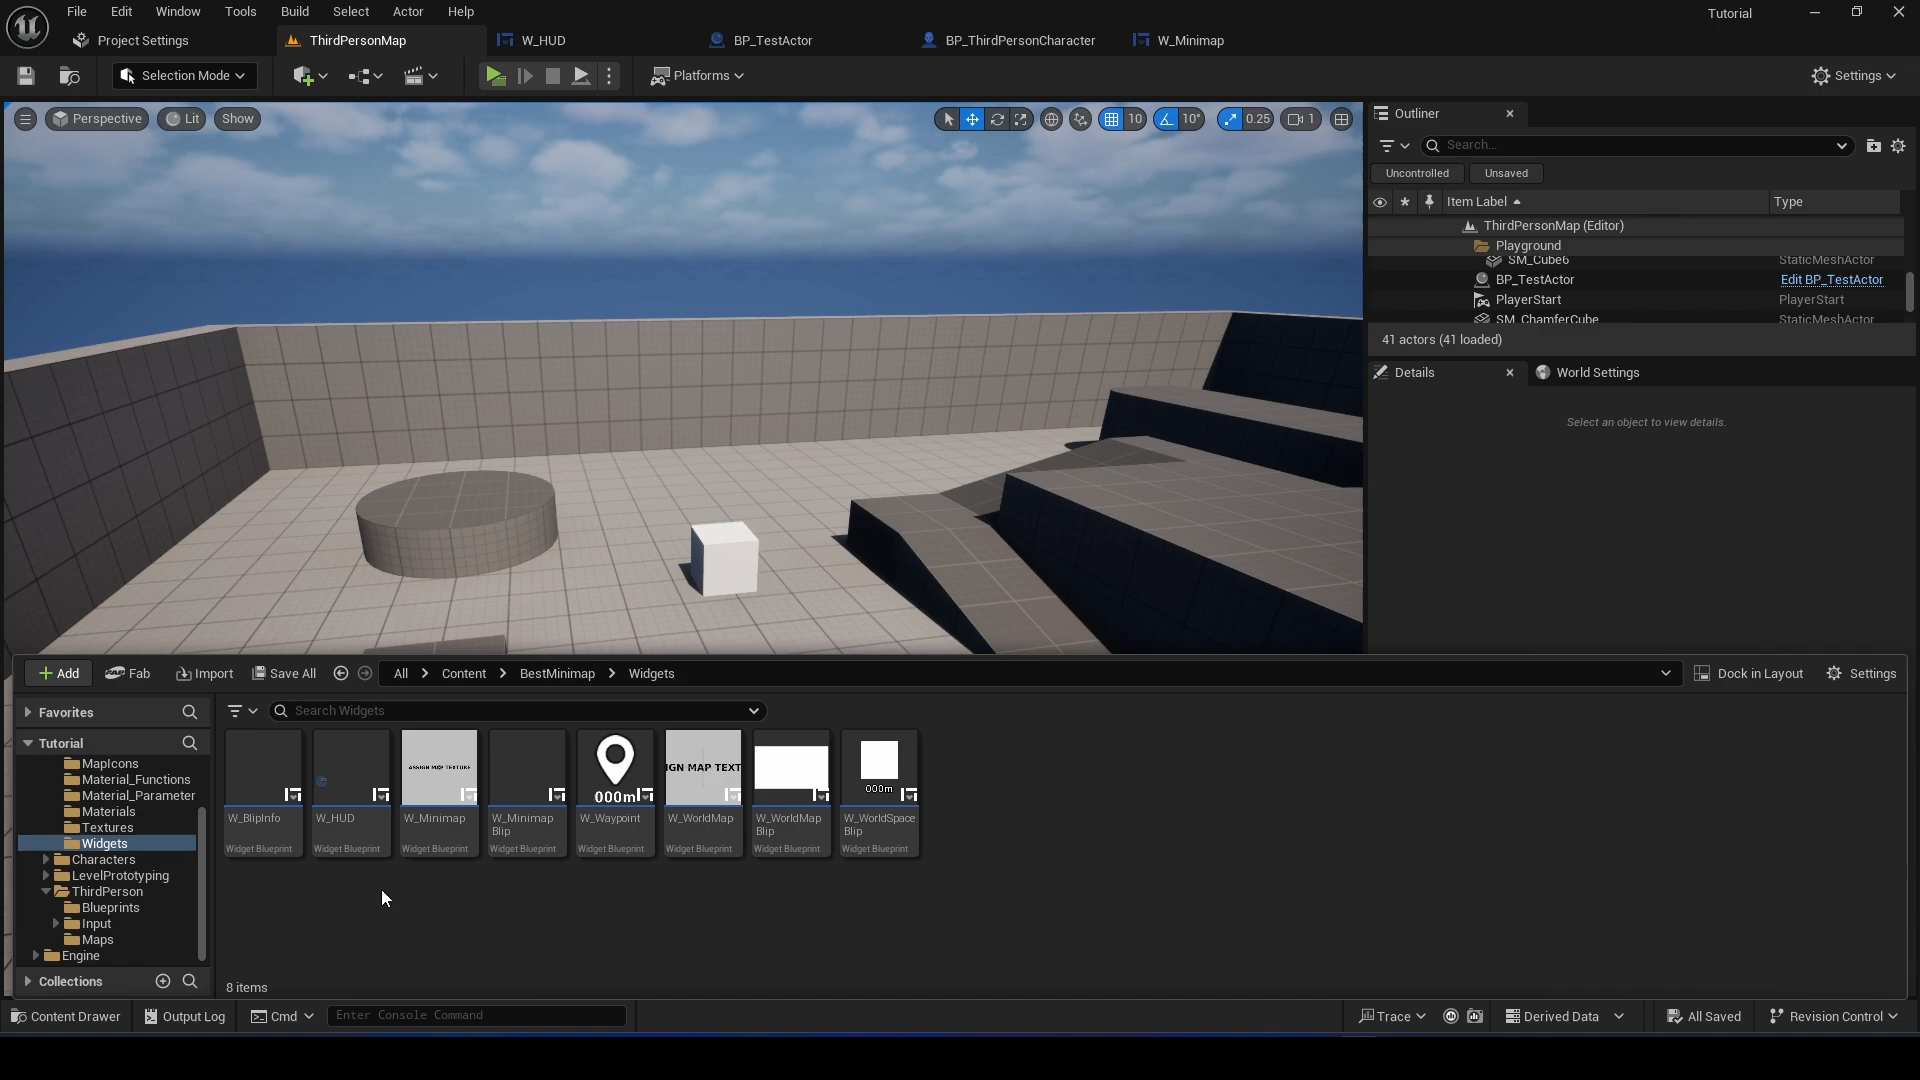 File Edit Window Tools Build Select Actor Help Tutorial
Project Settings ThirdPersonMap W_HUD BP_TestActor BP_ThirdPersonCharacter W_Minimap
Selection Mode Platforms Settings
Perspective Lit Show 10 10° 0.25 1
Outliner
Search...
Uncontrolled Unsaved
Item Label Type
ThirdPersonMap (Editor)
Playground
SM_Cube6 StaticMeshActor
BP_TestActor Edit BP_TestActor
PlayerStart PlayerStart
SM_ChamferCube StaticMeshActor
41 actors (41 loaded)
Details World Settings
Select an object to view details.
Add Fab Import Save All All Content BestMinimap Widgets Dock in Layout Settings
Favorites
Search Widgets
Tutorial
MapIcons
Material_Functions
Material_Parameter
Materials
Textures
Widgets
Characters
LevelPrototyping
ThirdPerson
Blueprints
Input
Maps
Engine
Collections
ASSIGN MAP TEXTURE
000m
IGN MAP TEXT
000m
W_BlipInfo
Widget Blueprint
W_HUD
Widget Blueprint
W_Minimap
Widget Blueprint
W_Minimap
Blip
Widget Blueprint
W_Waypoint
Widget Blueprint
W_WorldMap
Widget Blueprint
W_WorldMap
Blip
Widget Blueprint
W_WorldSpace
Blip
Widget Blueprint
8 items
Content Drawer Output Log Cmd Enter Console Command Trace Derived Data All Saved Revision Control